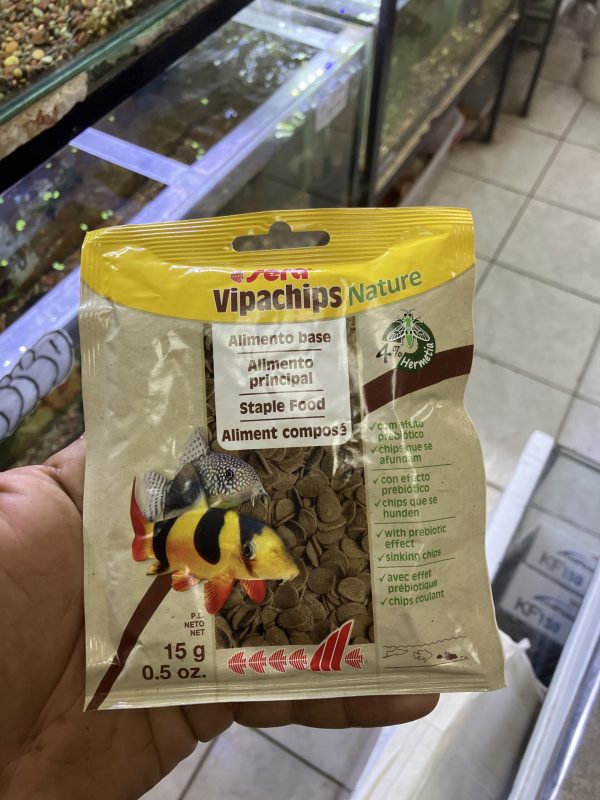 sera
Vipachips Nature
Alimento base
Alimento
principal
Staple Food
Aliment composé
4% Hermetia
com efeito
prebiótico
chips que se
afundam
con efecto
prebiótico
chips que se
hunden
with prebiotic
effect
sinking chips
avec effet
prébiotique
chips coulant
P.L.
NETO
NET
15 g
0.5 oz.
KF150
KF150